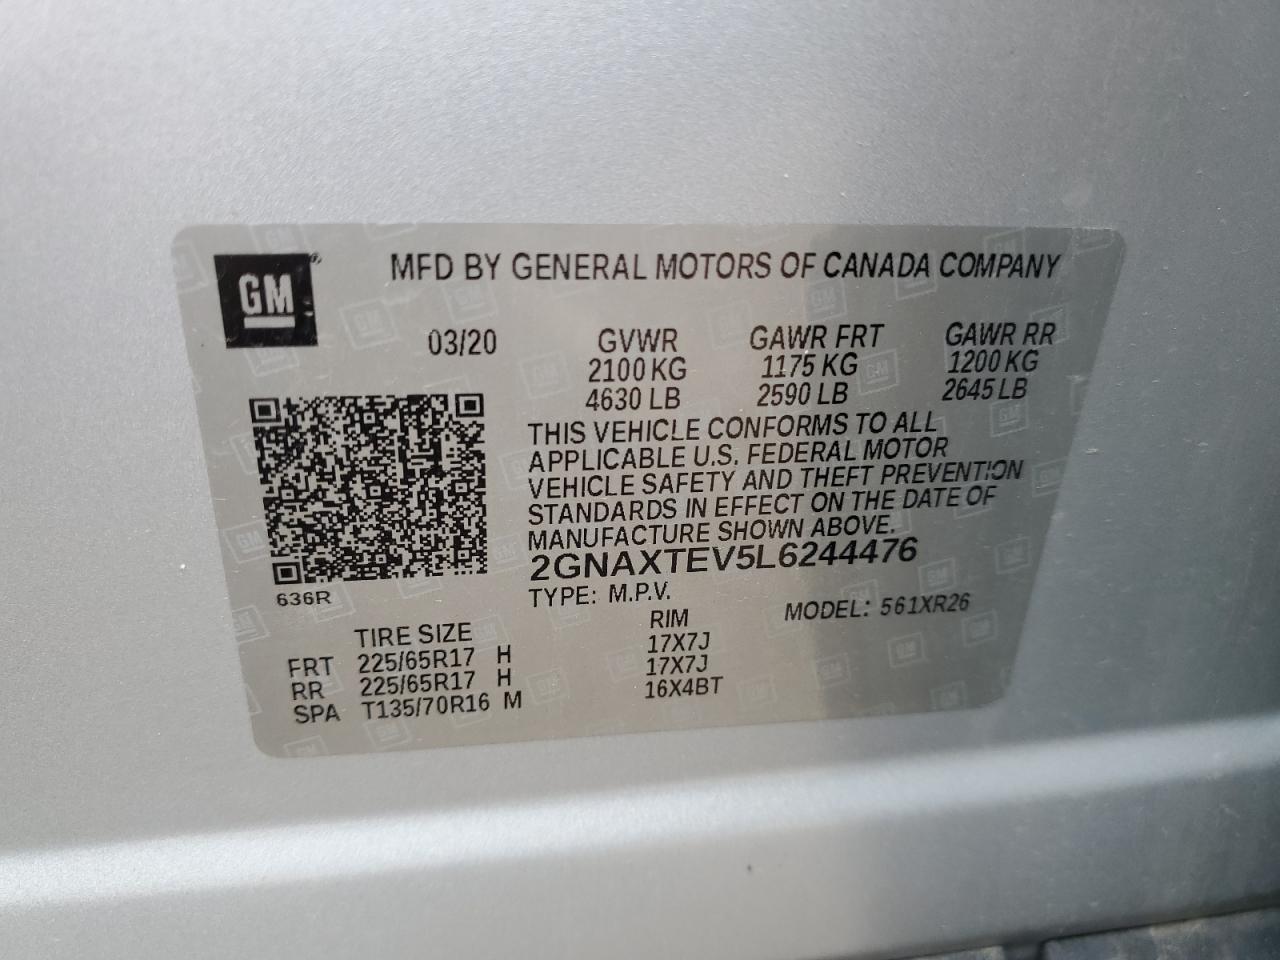 GM
MFD BY GENERAL MOTORS OF CANADA COMPANY
03/20 GVWR GAWR FRT GAWR RR
2100 KG 1175 KG 1200 KG
4630 LB 2590 LB 2645 LB
THIS VEHICLE CONFORMS TO ALL
APPLICABLE U.S. FEDERAL MOTOR
VEHICLE SAFETY AND THEFT PREVENTION
STANDARDS IN EFFECT ON THE DATE OF
MANUFACTURE SHOWN ABOVE.
2GNAXTEV5L6244476
636R
TYPE: M.P.V. MODEL: 561XR26
TIRE SIZE RIM
FRT 225/65R17 H 17X7J
RR 225/65R17 H 17X7J
SPA T135/70R16 M 16X4BT